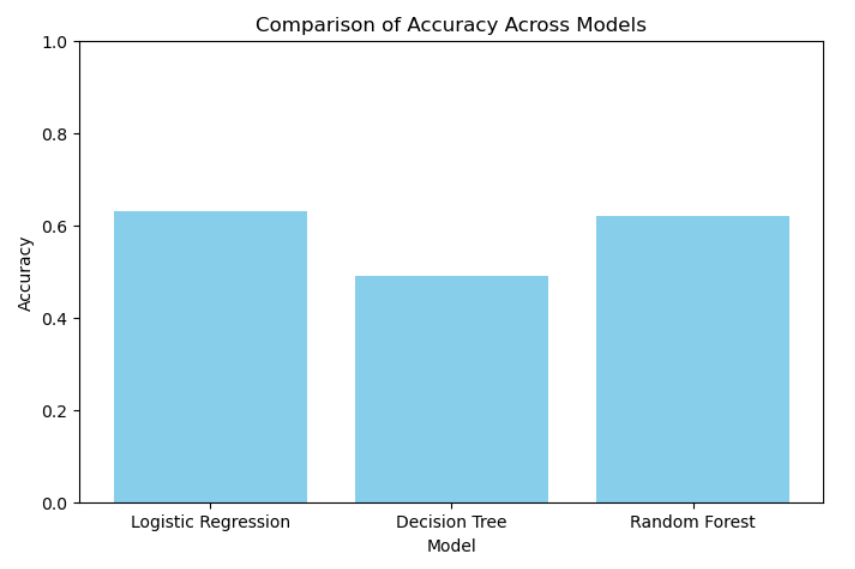 Comparison of Accuracy Across Models
1.0
0.8
0.6
0.4
0.2
0.0
Accuracy
Logistic Regression Decision Tree Random Forest
Model